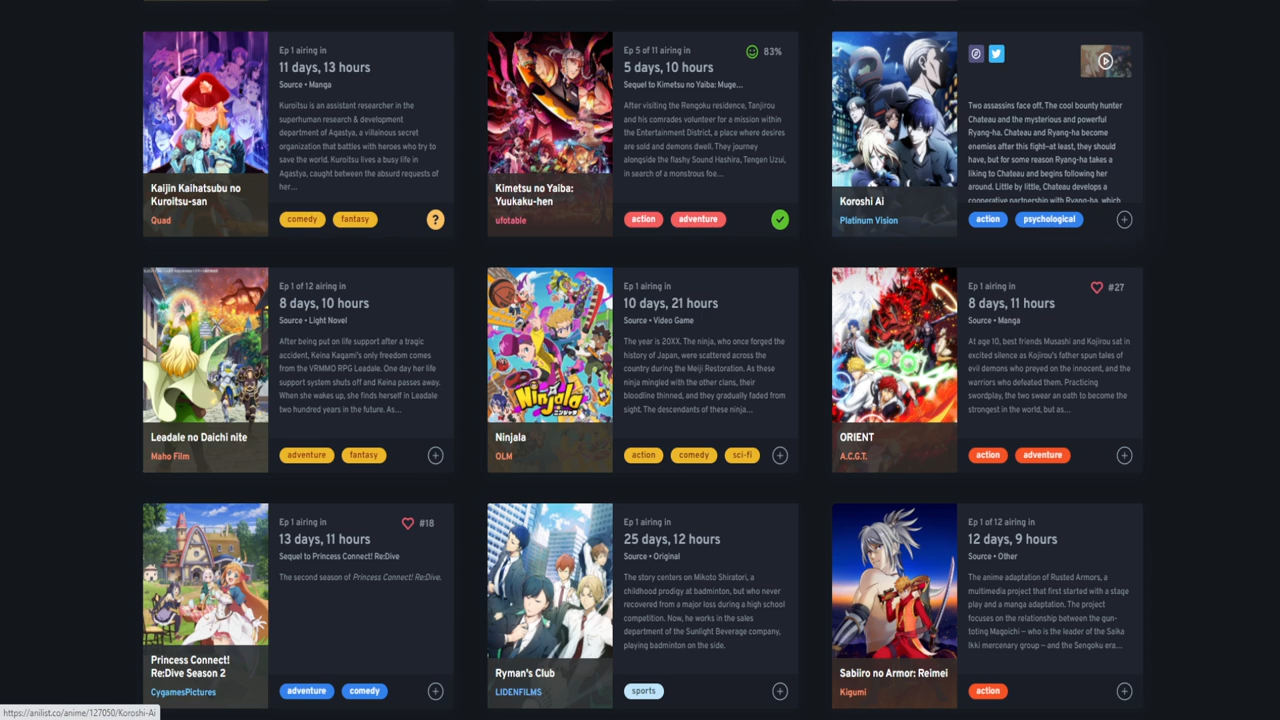 Ep 1 airing in
11 days, 13 hours
Source • Manga
Kuroitsu is an assistant researcher in the
superhuman research & development
department of Agastya, a villainous secret
organization that battles with heroes who try to
save the world. Kuroitsu lives a busy life in
Agastya, caught between the absurd requests of
her...
Kaijin Kaihatsubu no
Kuroitsu-san
Quad
comedy
fantasy
?
Ep 5 of 11 airing in
83%
5 days, 10 hours
Sequel to Kimetsu no Yaiba: Muge...
After visiting the Rengoku residence, Tanjirou
and his comrades volunteer for a mission within
the Entertainment District, a place where desires
are sold and demons dwell. They journey
alongside the flashy Sound Hashira, Tengen Uzui,
in search of a monstrous foe...
Kimetsu no Yaiba:
Yuukaku-hen
ufotable
action
adventure
Two assassins face off. The cool bounty hunter
Chateau and the mysterious and powerful
Ryang-ha. Chateau and Ryang-ha become
enemies after this fight–at least, they should
have, but for some reason Ryang-ha takes a
liking to Chateau and begins following her
around. Little by little, Chateau develops a
cooperative partnership with Ryang-ha, which
Koroshi Ai
Platinum Vision
action
psychological
Ep 1 of 12 airing in
8 days, 10 hours
Source • Light Novel
After being put on life support after a tragic
accident, Keina Kagami's only freedom comes
from the VRMMO RPG Leadale. One day her life
support system shuts off and Keina passes away.
When she wakes up, she finds herself in Leadale
two hundred years in the future. As...
Leadale no Daichi nite
Maho Film
adventure
fantasy
Ep 1 airing in
10 days, 21 hours
Source • Video Game
The year is 20XX. The ninja, who once forged the
history of Japan, were scattered across the
country during the Meiji Restoration. As these
ninja mingled with the other clans, their
bloodline thinned, and they gradually faded from
sight. The descendants of these ninja...
Ninjala
ニンジャラ
Ninjala
OLM
action
comedy
sci-fi
Ep 1 airing in
#27
8 days, 11 hours
Source • Manga
At age 10, best friends Musashi and Kojirou sat in
excited silence as Kojirou's father spun tales of
evil demons who preyed on the innocent, and the
warriors who defeated them. Practicing
swordplay, the two swear an oath to become the
strongest in the world, but as...
ORIENT
A.C.G.T.
action
adventure
Ep 1 airing in
#18
13 days, 11 hours
Sequel to Princess Connect! Re:Dive
The second season of Princess Connect! Re:Dive.
Princess Connect!
Re:Dive Season 2
CygamesPictures
adventure
comedy
Ep 1 airing in
25 days, 12 hours
Source • Original
The story centers on Mikoto Shiratori, a
childhood prodigy at badminton, but who never
recovered from a major loss during a high school
competition. Now, he works in the sales
department of the Sunlight Beverage company,
playing badminton on the side.
Ryman's Club
LIDENFILMS
sports
Ep 1 of 12 airing in
12 days, 9 hours
Source • Other
The anime adaptation of Rusted Armors, a
multimedia project that first started with a stage
play and a manga adaptation. The project
focuses on the relationship between the gun-
toting Magoichi — who is the leader of the Saika
Ikki mercenary group — and the Sengoku era...
Sabiiro no Armor: Reimei
Kigumi
action
https://anilist.co/anime/127050/Koroshi-Ai